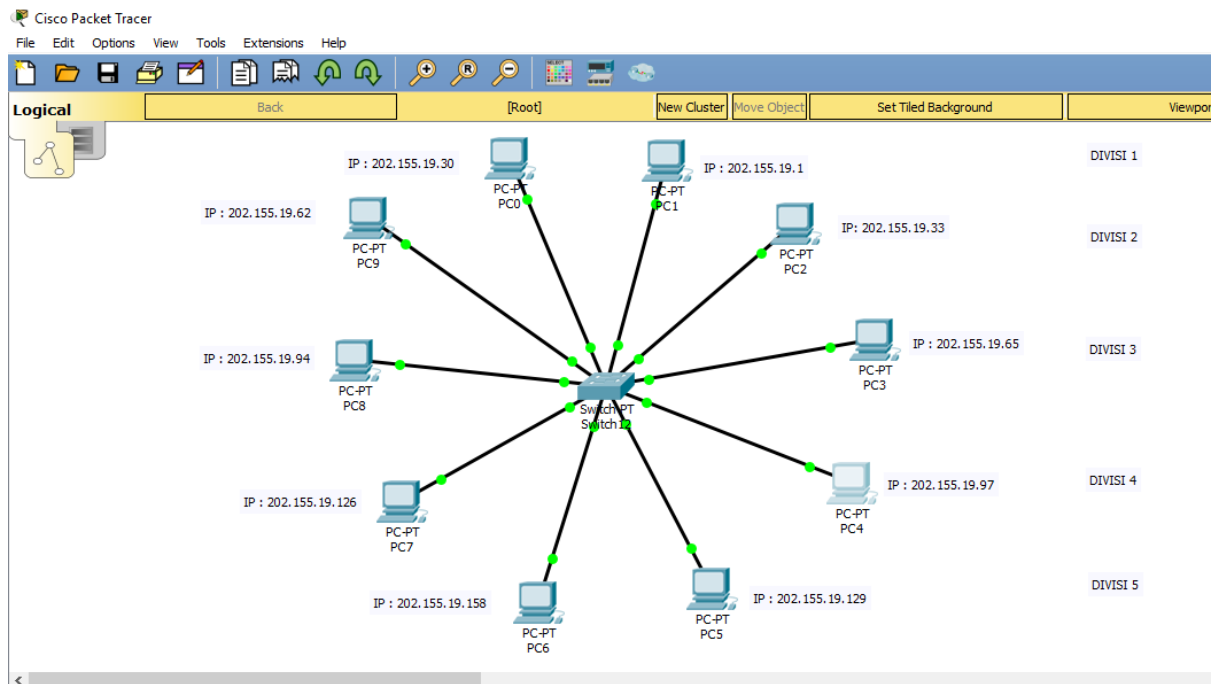 Cisco Packet Tracer
File Edit Options View Tools Extensions Help
Logical Back [Root] New Cluster Move Object Set Tiled Background Viewpor
IP : 202.155.19.30
PC-PT
PC0
PC-PT
PC1
IP : 202.155.19.1
DIVISI 1
IP : 202.155.19.62
PC-PT
PC9
PC-PT
PC2
IP: 202.155.19.33
DIVISI 2
IP : 202.155.19.94
PC-PT
PC8
PC-PT
PC3
IP : 202.155.19.65
DIVISI 3
Switch-PT
Switch12
IP : 202.155.19.126
PC-PT
PC7
PC-PT
PC4
IP : 202.155.19.97
DIVISI 4
IP : 202.155.19.158
PC-PT
PC6
PC-PT
PC5
IP : 202.155.19.129
DIVISI 5